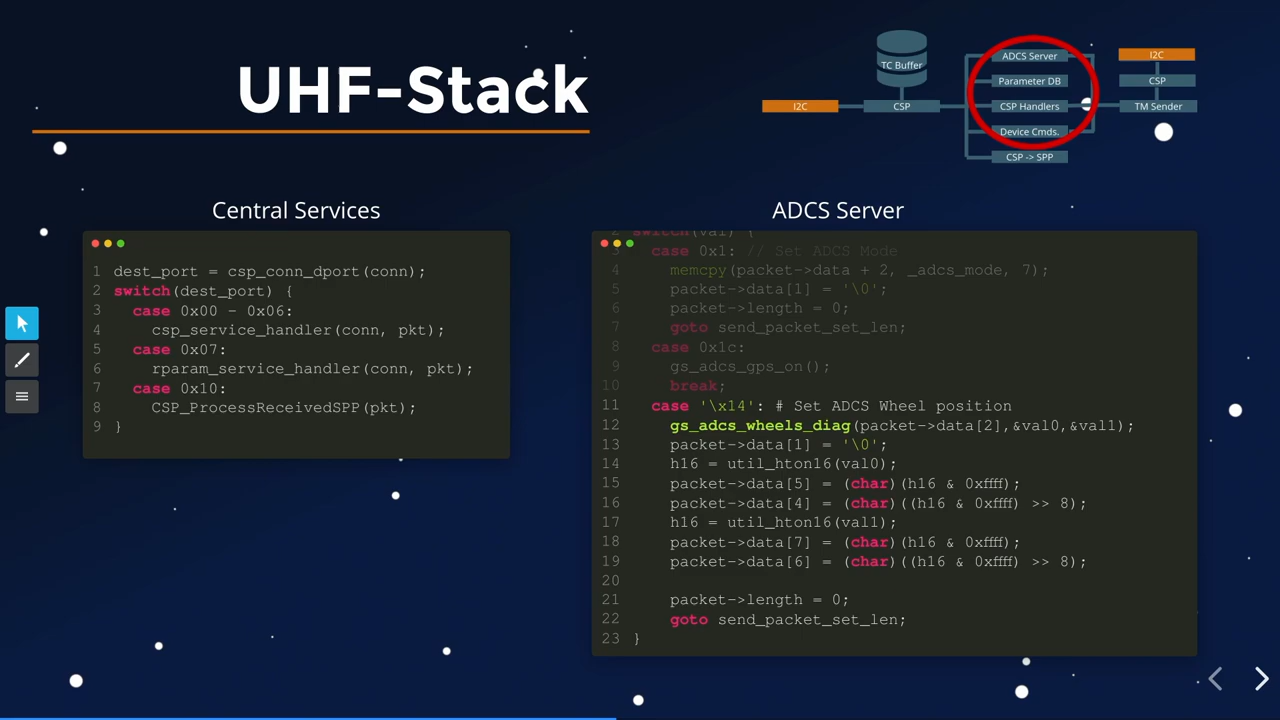 UHF-Stack
TC Buffer
I2C
CSP
ADCS Server
Parameter DB
CSP Handlers
Device Cmds.
CSP -> SPP
I2C
CSP
TM Sender
Central Services
1 dest_port = csp_conn_dport(conn);
2 switch(dest_port) {
3 case 0x00 - 0x06:
4 csp_service_handler(conn, pkt);
5 case 0x07:
6 rparam_service_handler(conn, pkt);
7 case 0x10:
8 CSP_ProcessReceivedSPP(pkt);
9 }
ADCS Server
2 switch(val) {
3 case 0x1: // Set ADCS Mode
4 memcpy(packet->data + 2, _adcs_mode, 7);
5 packet->data[1] = '\0';
6 packet->length = 0;
7 goto send_packet_set_len;
8 case 0x1c:
9 gs_adcs_gps_on();
10 break;
11 case '\x14': # Set ADCS Wheel position
12 gs_adcs_wheels_diag(packet->data[2],&val0,&val1);
13 packet->data[1] = '\0';
14 h16 = util_hton16(val0);
15 packet->data[5] = (char)(h16 & 0xffff);
16 packet->data[4] = (char)((h16 & 0xffff) >> 8);
17 h16 = util_hton16(val1);
18 packet->data[7] = (char)(h16 & 0xffff);
19 packet->data[6] = (char)((h16 & 0xffff) >> 8);
20
21 packet->length = 0;
22 goto send_packet_set_len;
23 }